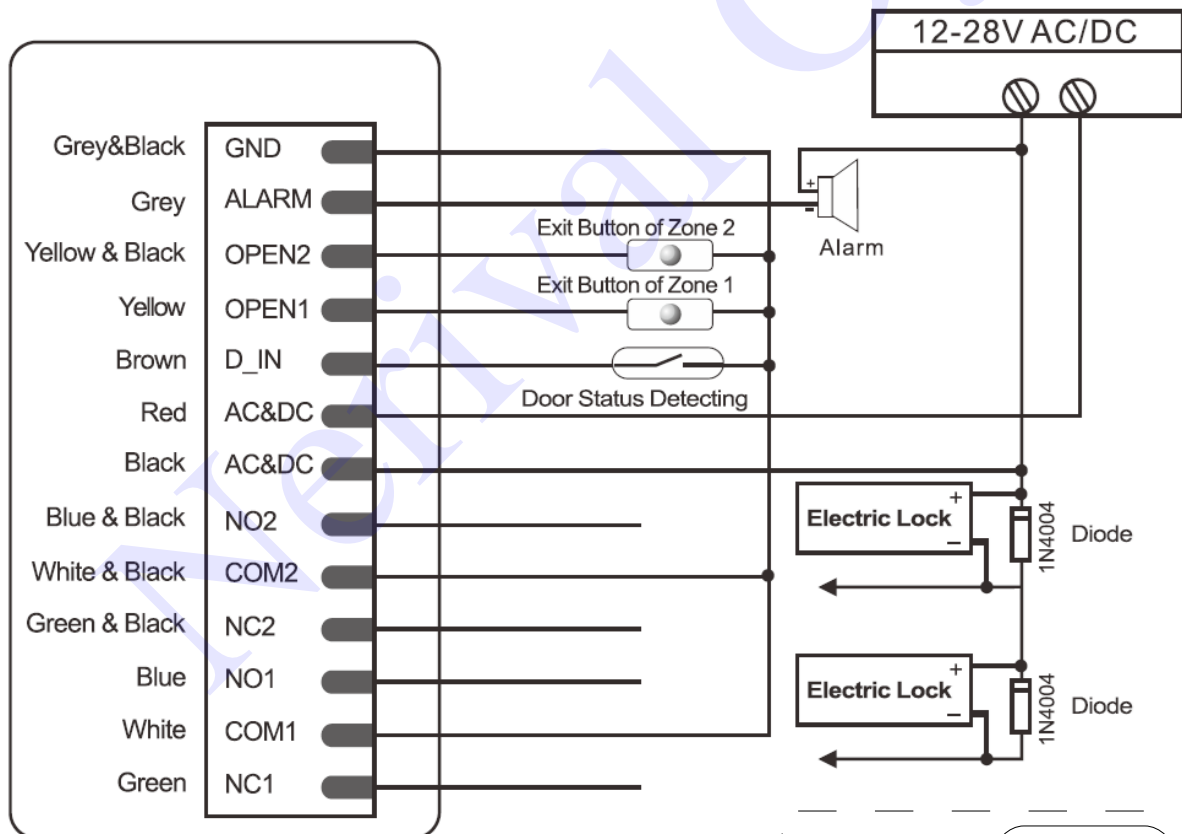 12-28V AC/DC
Grey&Black GND
Grey ALARM
Yellow & Black OPEN2
Yellow OPEN1
Brown D_IN
Red AC&DC
Black AC&DC
Blue & Black NO2
White & Black COM2
Green & Black NC2
Blue NO1
White COM1
Green NC1
Exit Button of Zone 2
Exit Button of Zone 1
Door Status Detecting
+
-
Alarm
Electric Lock
+
-
1N4004
Diode
Electric Lock
+
-
1N4004
Diode
Nerival